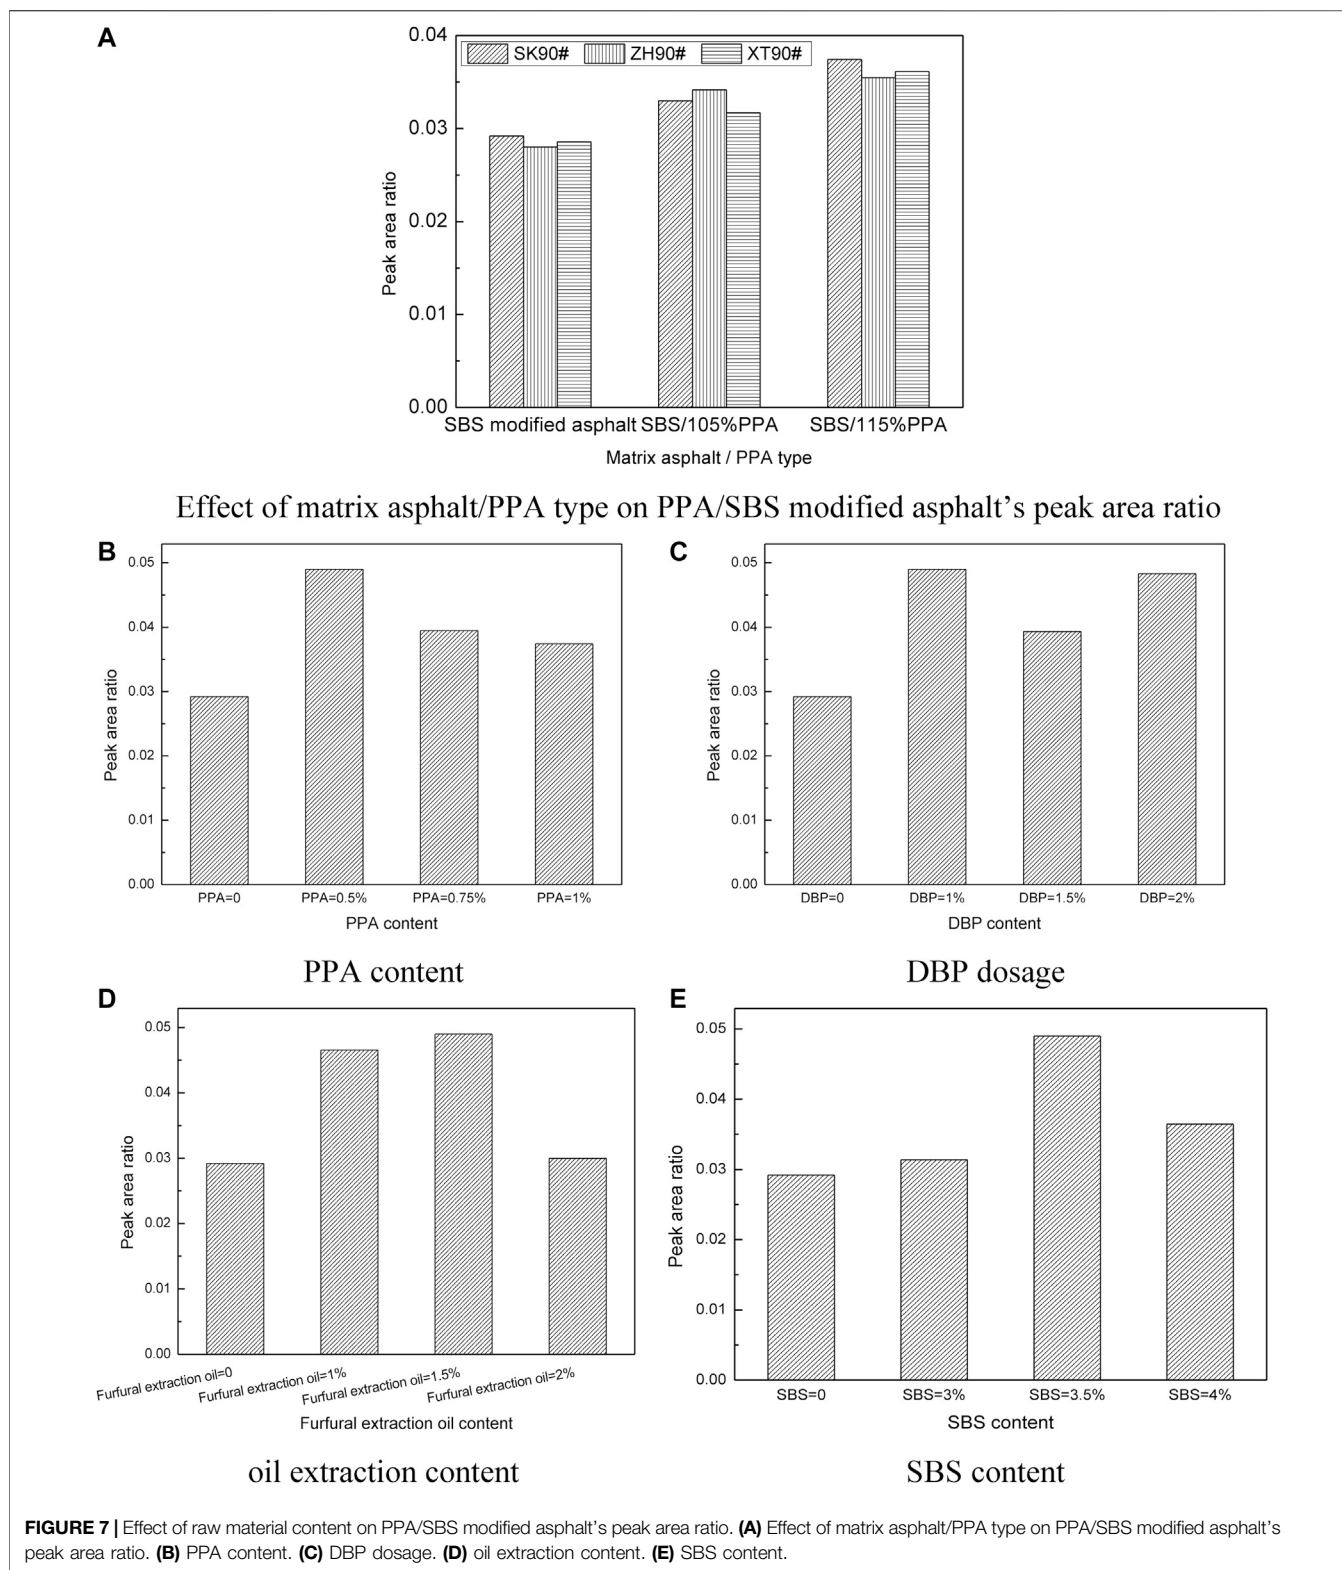 A
0.04
SK90# ZH90# XT90#
0.03
0.02
0.01
0.00
Peak area ratio
SBS modified asphalt SBS/105%PPA SBS/115%PPA
Matrix asphalt / PPA type
Effect of matrix asphalt/PPA type on PPA/SBS modified asphalt's peak area ratio
B
0.05
0.04
0.03
0.02
0.01
0.00
Peak area ratio
PPA=0 PPA=0.5% PPA=0.75% PPA=1%
PPA content
PPA content
C
0.05
0.04
0.03
0.02
0.01
0.00
Peak area ratio
DBP=0 DBP=1% DBP=1.5% DBP=2%
DBP content
DBP dosage
D
0.05
0.04
0.03
0.02
0.01
0.00
Peak area ratio
Furfural extraction oil=0 Furfural extraction oil=1% Furfural extraction oil=1.5% Furfural extraction oil=2%
Furfural extraction oil content
oil extraction content
E
0.05
0.04
0.03
0.02
0.01
0.00
Peak area ratio
SBS=0 SBS=3% SBS=3.5% SBS=4%
SBS content
SBS content
FIGURE 7 | Effect of raw material content on PPA/SBS modified asphalt's peak area ratio. (A) Effect of matrix asphalt/PPA type on PPA/SBS modified asphalt's
peak area ratio. (B) PPA content. (C) DBP dosage. (D) oil extraction content. (E) SBS content.